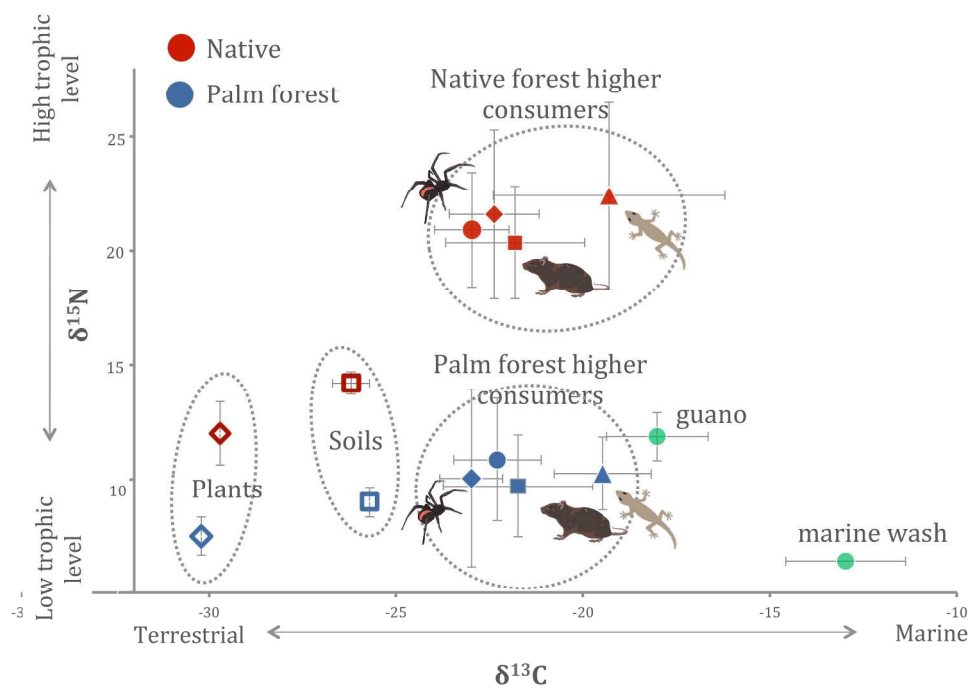 Native
Palm forest
High trophic
level
Native forest higher
consumers
25
20
δ¹⁵N
15
Palm forest higher
consumers
guano
Soils
Plants
10
marine wash
Low trophic
level
-3
-30
-25
-20
-15
-10
Terrestrial
Marine
δ¹³C